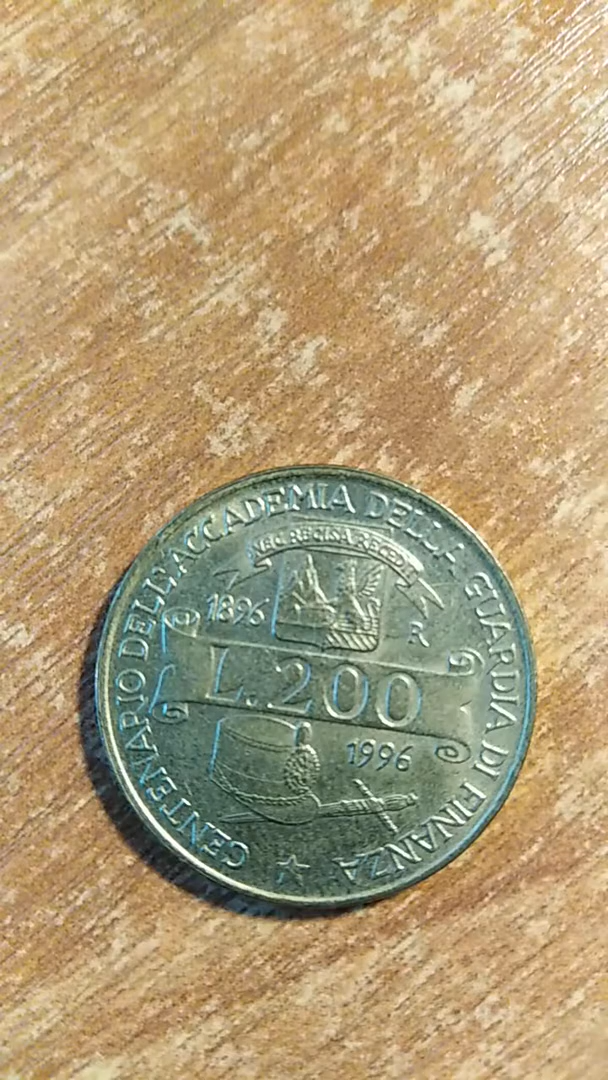 CENTENARIO DELL'ACCADEMIA DELLA GUARDIA DI FINANZA
NEC RECISA RECEDIT
1896
R
L.200
1996